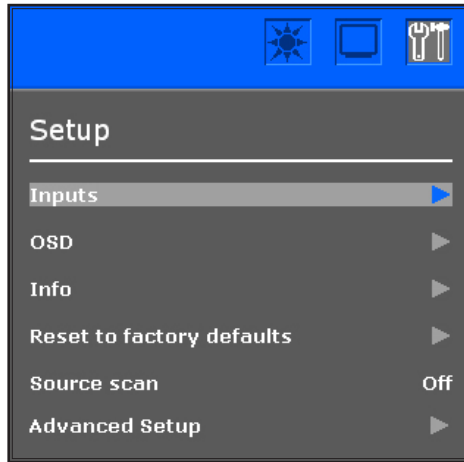 Setup
Inputs
OSD
Info
Reset to factory defaults
Source scan Off
Advanced Setup